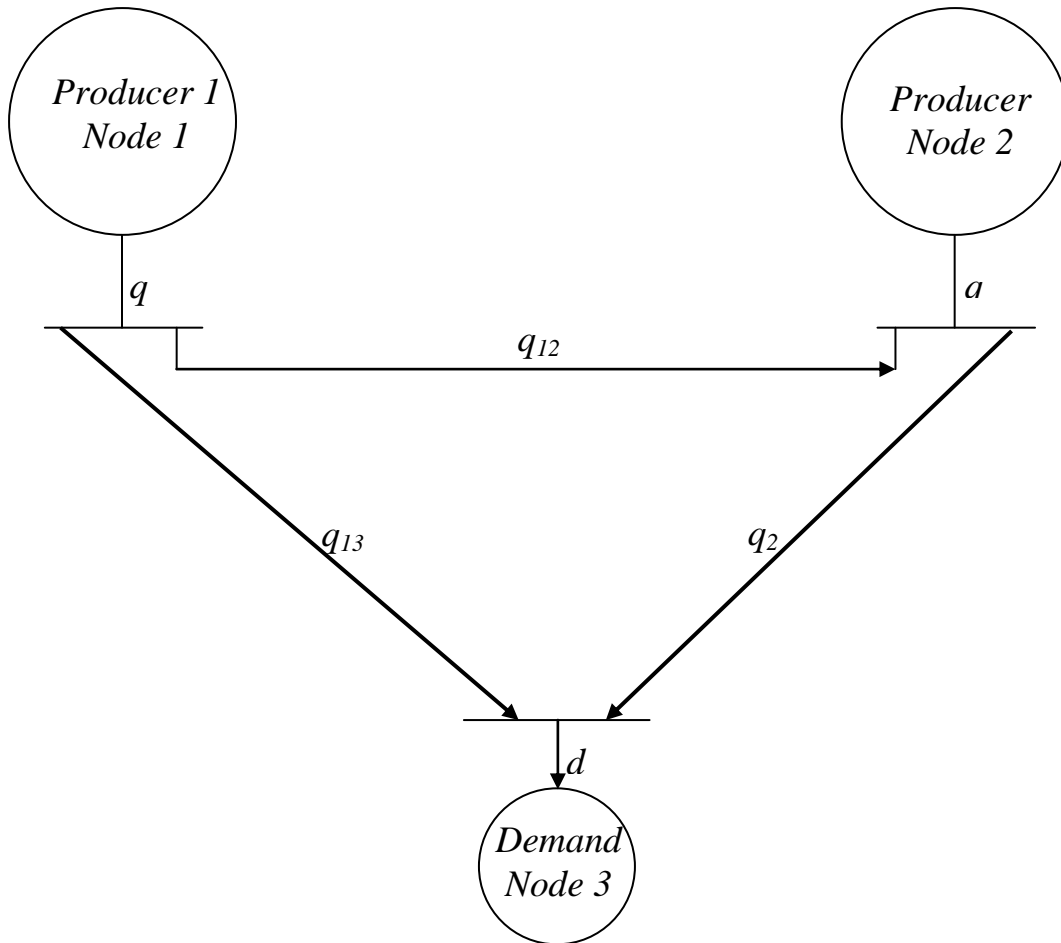 Producer 1
Node 1
Producer
Node 2
q
a
q₁₂
q₁₃
q₂
d
Demand
Node 3